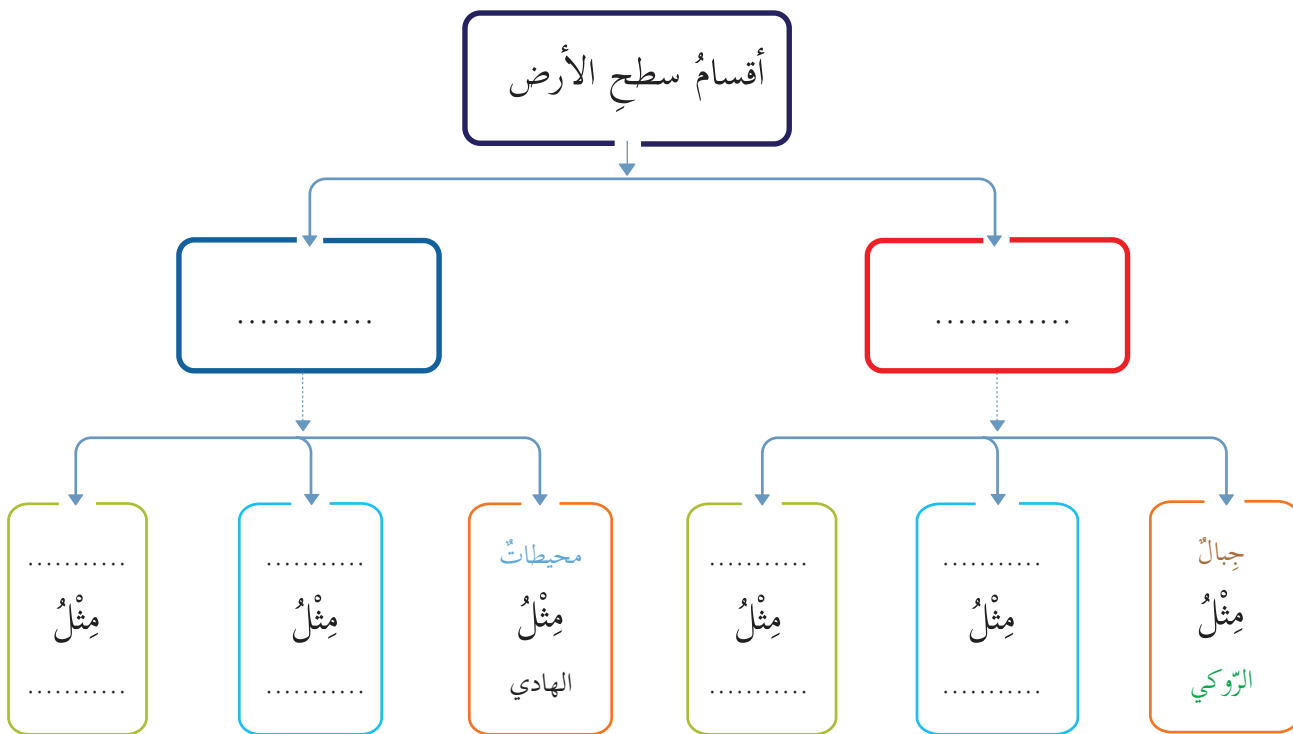 أقسامُ سطحِ الأرض
............
............
جِبالٌ
مِثْلُ
الرّوكي
...........
مِثْلُ
...........
...........
مِثْلُ
...........
محيطاتٌ
مِثْلُ
الهادي
...........
مِثْلُ
...........
...........
مِثْلُ
...........